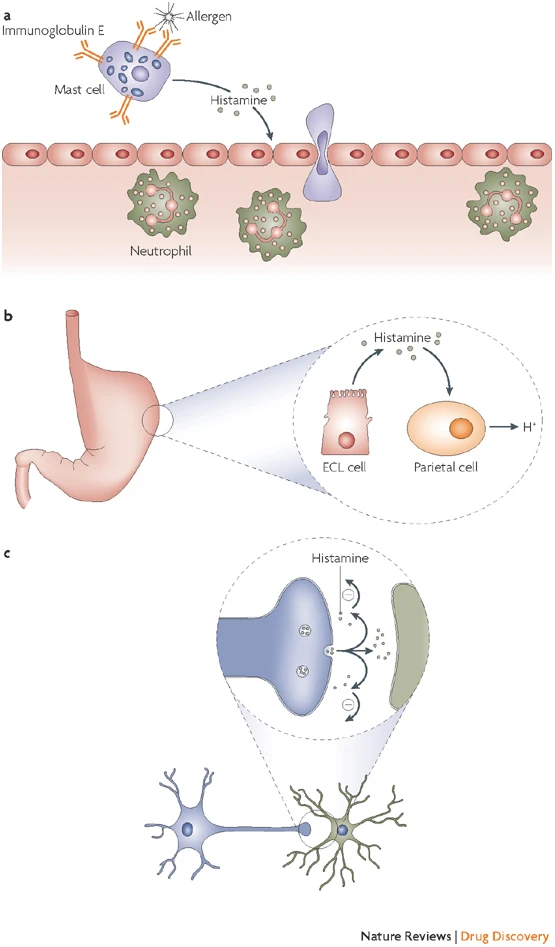 a
Allergen
Immunoglobulin E
Mast cell
Histamine
Neutrophil
b
Histamine
H⁺
ECL cell
Parietal cell
c
Histamine
Nature Reviews | Drug Discovery